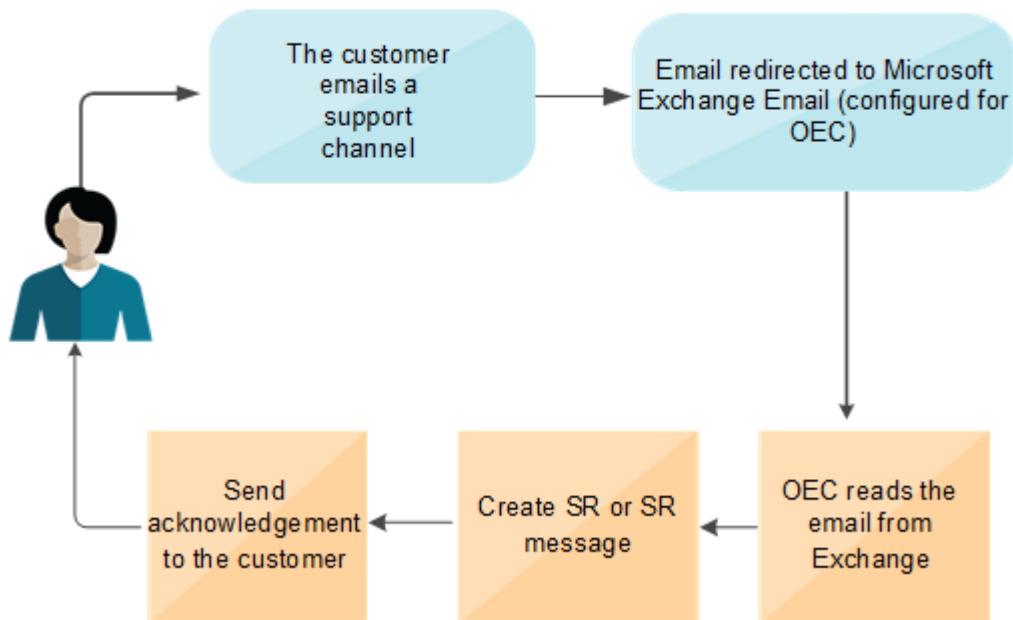 The customer
emails a
support
channel
Email redirected to Microsoft
Exchange Email (configured for
OEC)
OEC reads the
email from
Exchange
Create SR or SR
message
Send
acknowledgement
to the customer